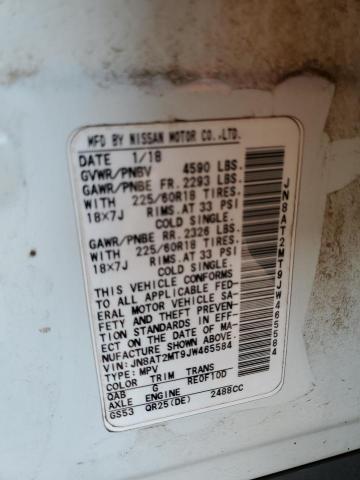 MFD BY NISSAN MOTOR CO.,LTD.
DATE 1/18
GVWR/PNBV 4590 LBS.
GAWR/PNBE FR.2293 LBS.
WITH 225/60R18 TIRES.
18X7J RIMS.AT 33 PSI
COLD SINGLE.
GAWR/PNBE RR.2326 LBS.
WITH 225/60R18 TIRES.
18X7J RIMS.AT 33 PSI
COLD SINGLE.
THIS VEHICLE CONFORMS
TO ALL APPLICABLE FED-
ERAL MOTOR VEHICLE SA-
FETY AND THEFT PREVEN-
TION STANDARDS IN EFF-
ECT ON THE DATE OF MA-
NUFACTURE SHOWN ABOVE.
VIN:JN8AT2MT9JW465584
TYPE:MPV
COLOR TRIM TRANS
QAB G RE0F10D
AXLE ENGINE 2488CC
GS53 QR25(DE)
JN8AT2MT9JW465584